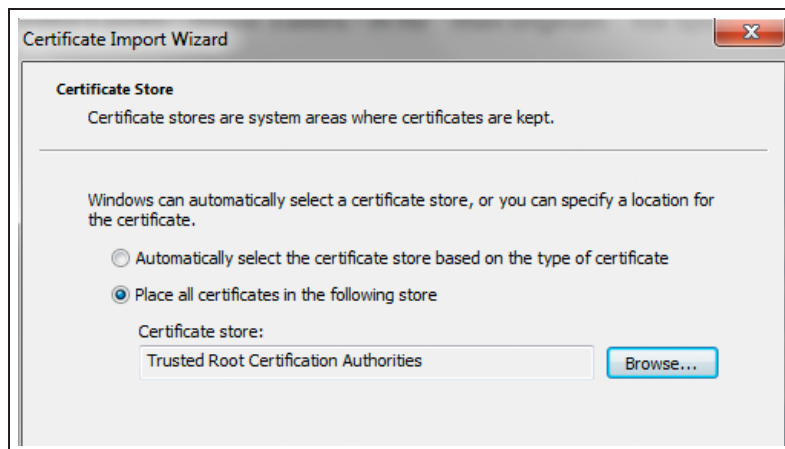 Certificate Import Wizard
Certificate Store
Certificate stores are system areas where certificates are kept.
Windows can automatically select a certificate store, or you can specify a location for
the certificate.
Automatically select the certificate store based on the type of certificate
Place all certificates in the following store
Certificate store:
Trusted Root Certification Authorities
Browse...